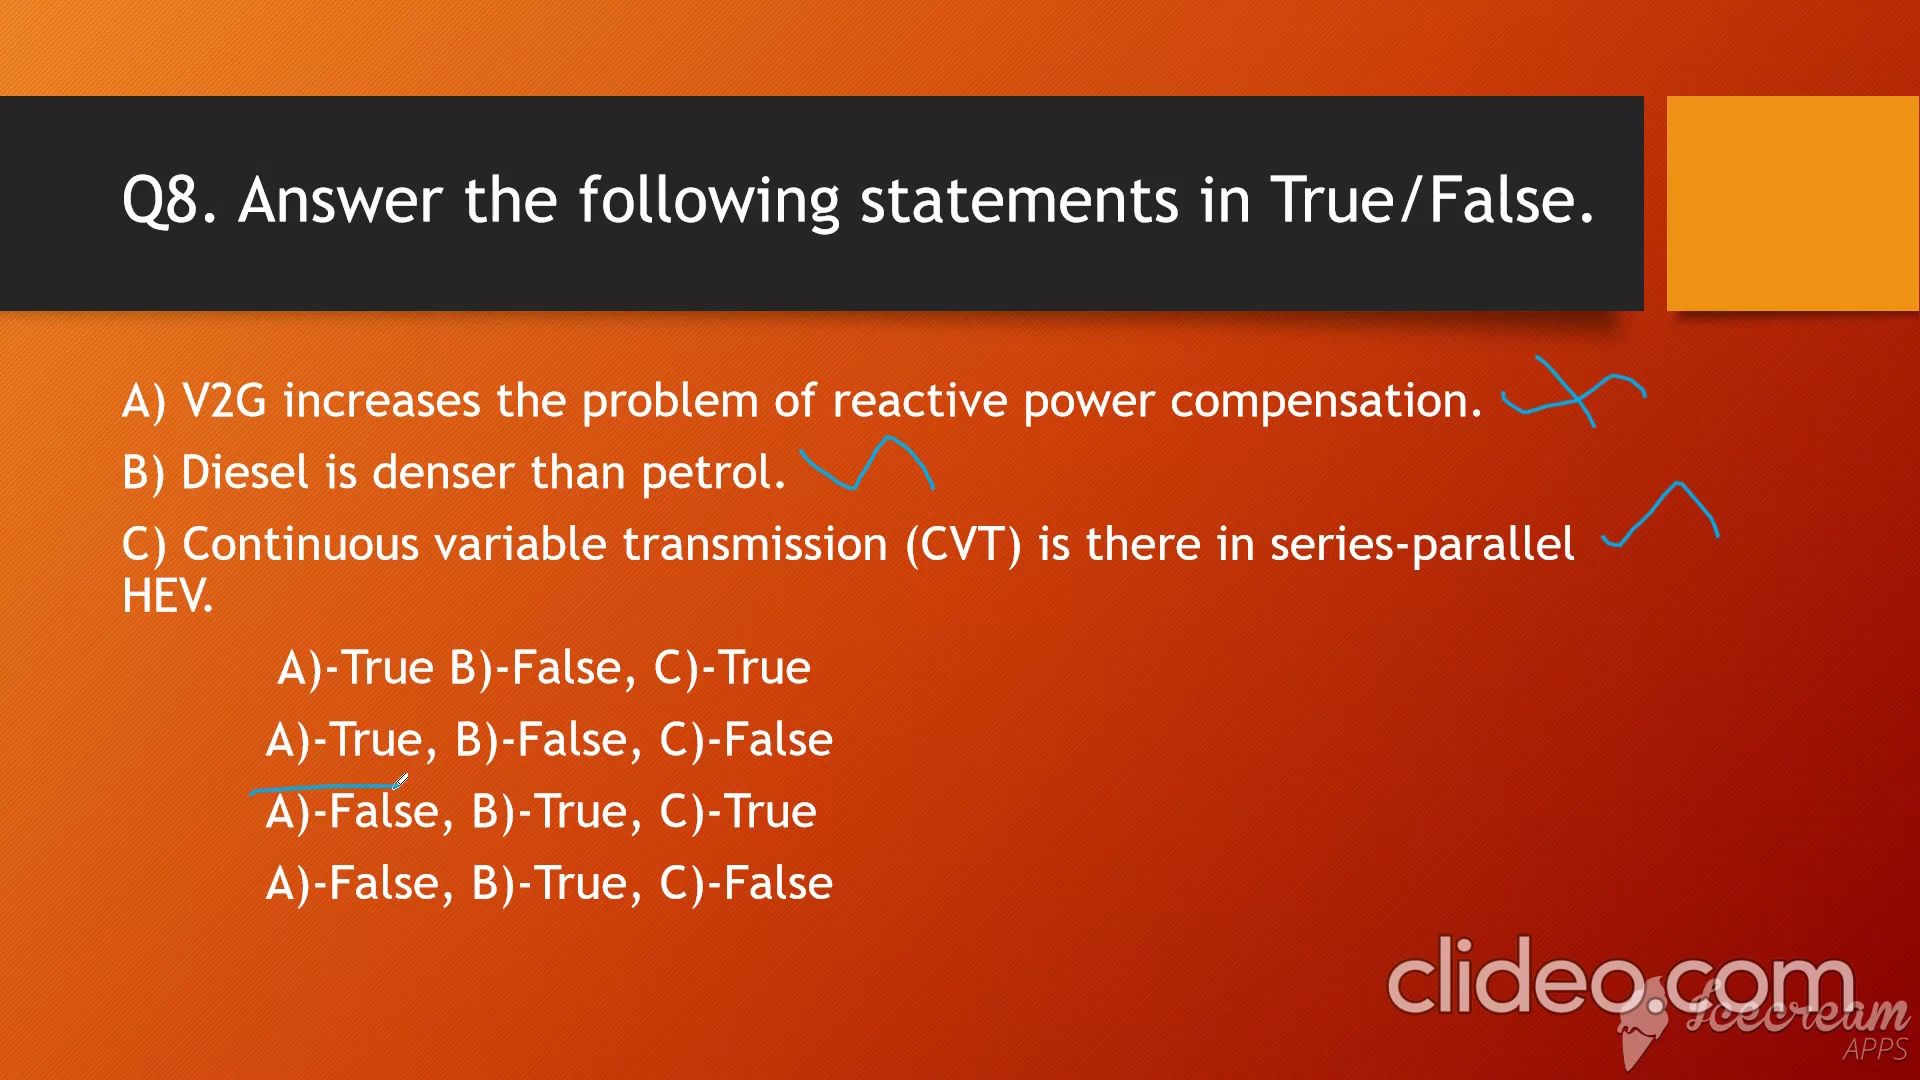 Q8. Answer the following statements in True/False.
A) V2G increases the problem of reactive power compensation.
B) Diesel is denser than petrol.
C) Continuous variable transmission (CVT) is there in series-parallel
HEV.
A)-True B)-False, C)-True
A)-True, B)-False, C)-False
A)-False, B)-True, C)-True
A)-False, B)-True, C)-False
clideo.com
Icecream
APPS